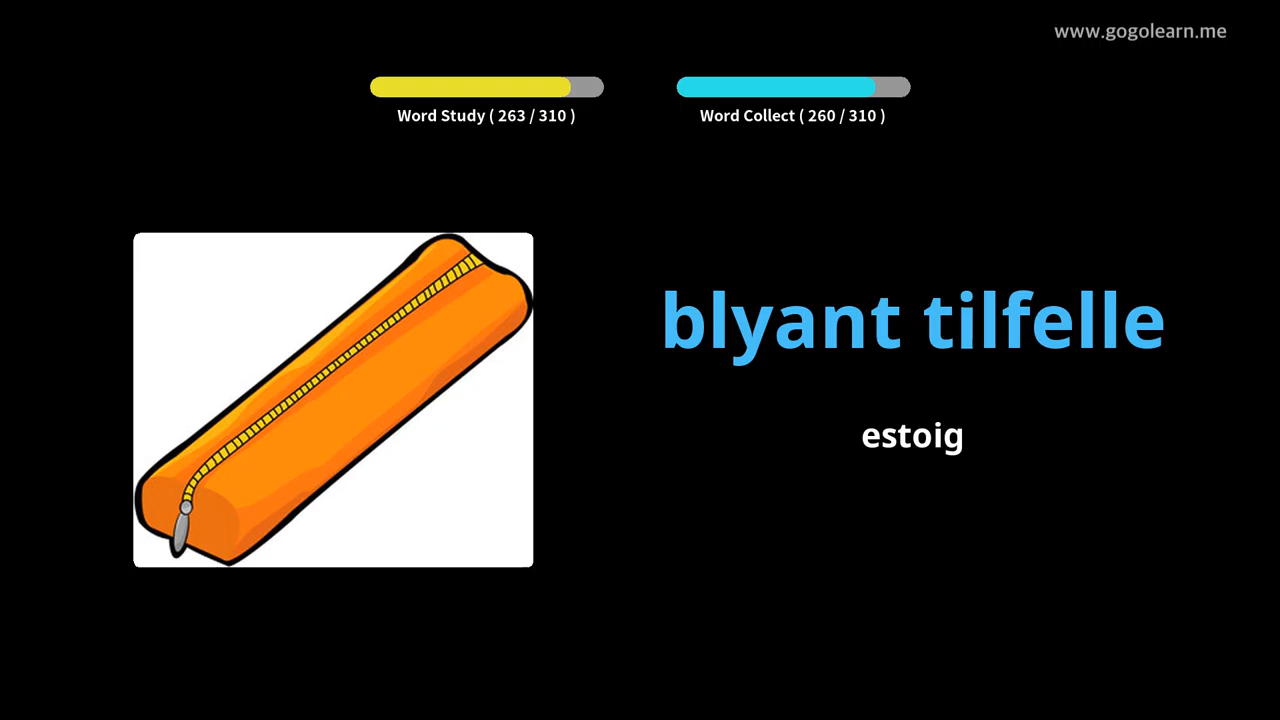 www.gogolearn.me
Word Study ( 263 / 310 )
Word Collect ( 260 / 310 )
blyant tilfelle
estoig